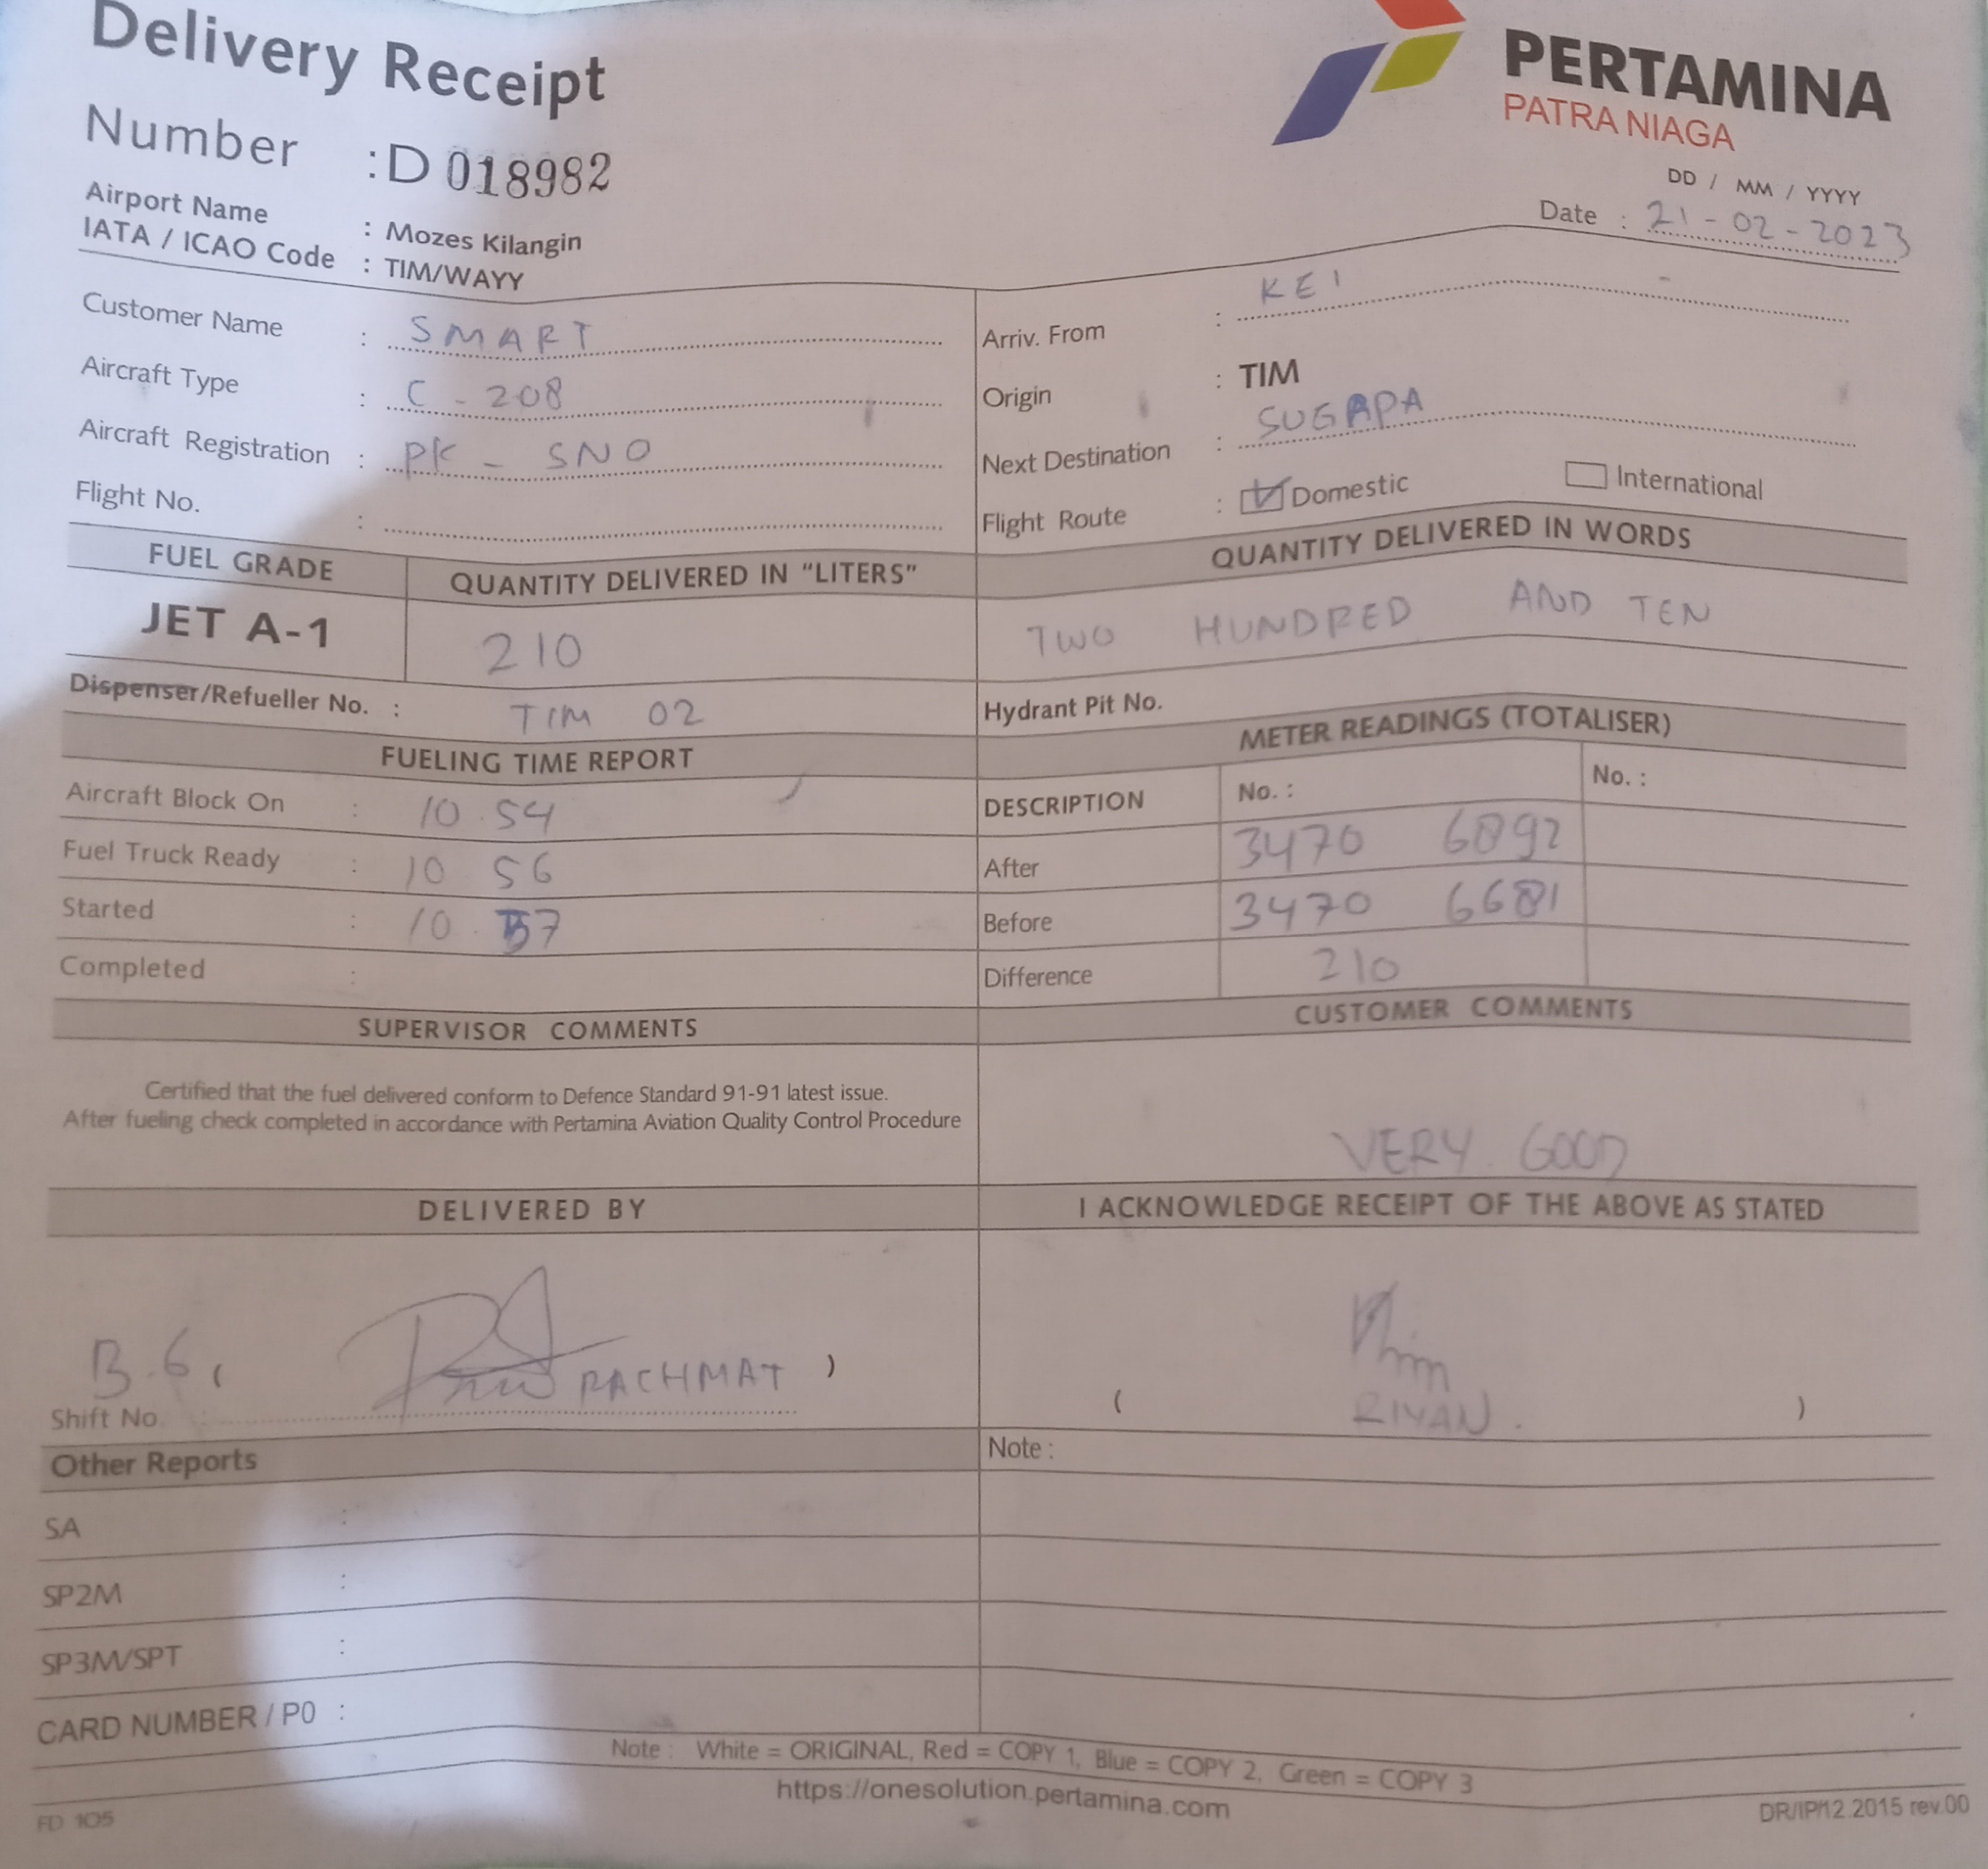 Delivery Receipt
PERTAMINA
PATRA NIAGA
Number : D 018982
DD / MM / YYYY
Date : 21-02-2023
Airport Name : Mozes Kilangin
IATA / ICAO Code : TIM/WAYY
Customer Name : SMART
Arriv. From : KEI
Aircraft Type : C - 208
Origin : TIM
Aircraft Registration : PK - SNO
Next Destination : SUGAPA
Flight No. :
Flight Route : Domestic International
FUEL GRADE QUANTITY DELIVERED IN "LITERS" QUANTITY DELIVERED IN WORDS
JET A-1 210 TWO HUNDRED AND TEN
Dispenser/Refueller No. : TIM 02 Hydrant Pit No.
FUELING TIME REPORT METER READINGS (TOTALISER)
Aircraft Block On : 10.54
DESCRIPTION No. : No. :
Fuel Truck Ready : 10 56
After 3470 6892
Started : 10.57
Before 3470 6681
Completed :
Difference 210
SUPERVISOR COMMENTS CUSTOMER COMMENTS
Certified that the fuel delivered conform to Defence Standard 91-91 latest issue.
After fueling check completed in accordance with Pertamina Aviation Quality Control Procedure
VERY GOOD
DELIVERED BY I ACKNOWLEDGE RECEIPT OF THE ABOVE AS STATED
B.6 ( RACHMAT )
Shift No. :
( RIYAN. )
Other Reports Note :
SA :
SP2M :
SP3M/SPT :
CARD NUMBER / P0 :
Note : White = ORIGINAL, Red = COPY 1, Blue = COPY 2, Green = COPY 3
https://onesolution.pertamina.com
FD 105 DR/IP/12.2015 rev.00